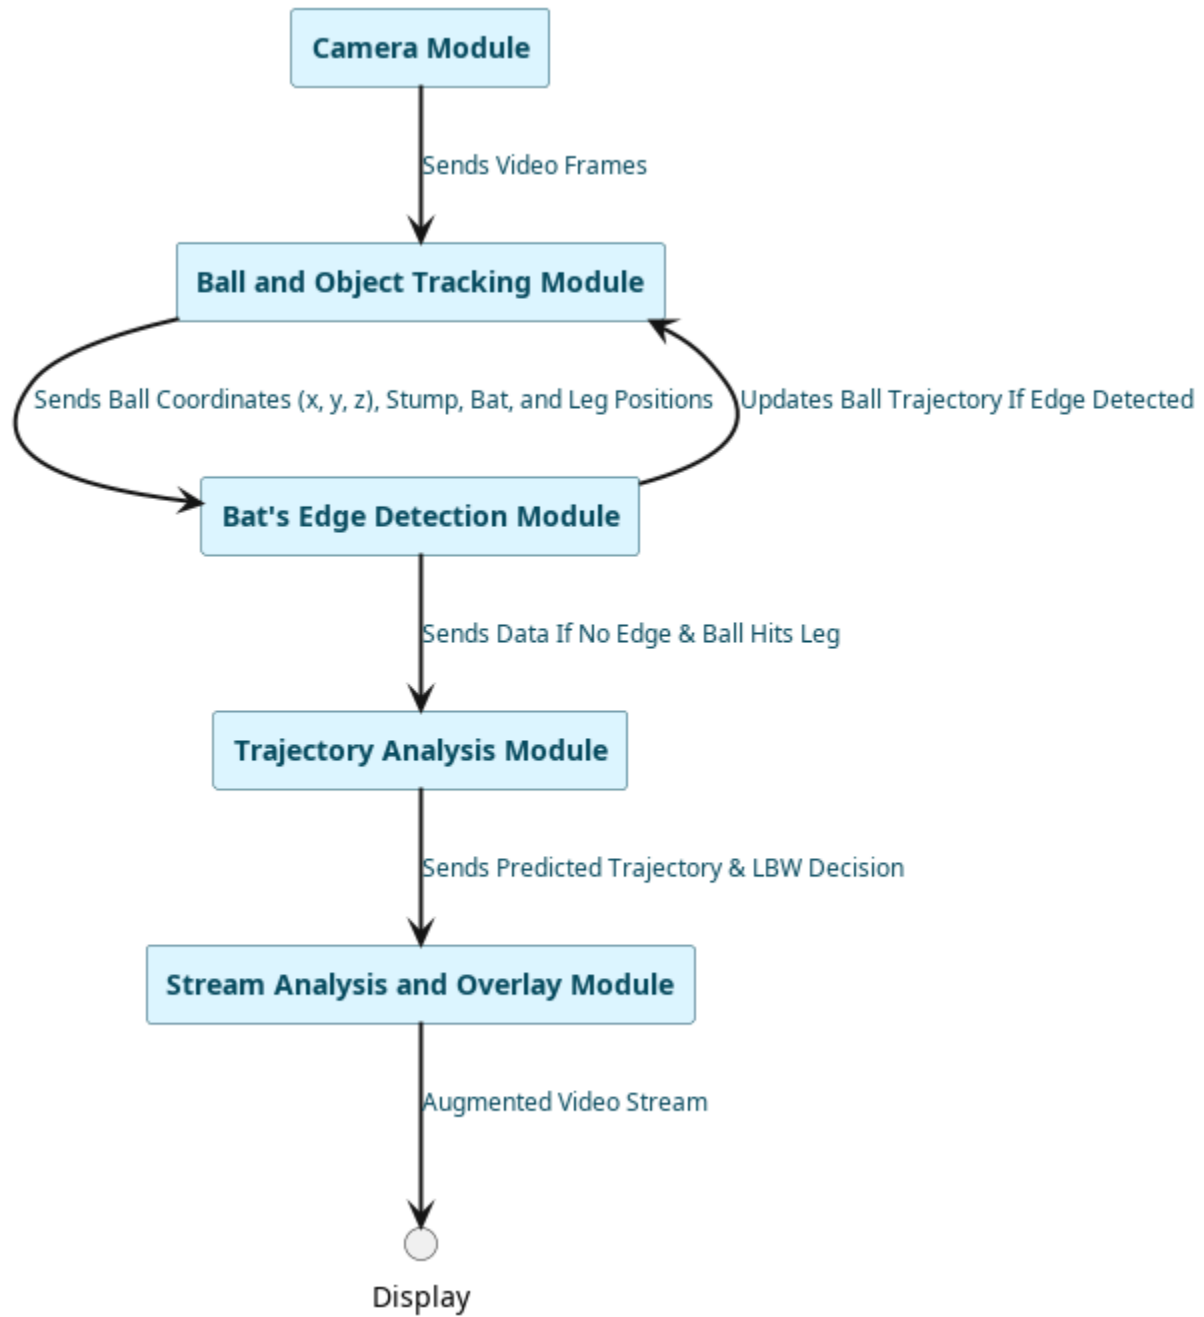 Camera Module
Sends Video Frames
Ball and Object Tracking Module
Sends Ball Coordinates (x, y, z), Stump, Bat, and Leg Positions
Updates Ball Trajectory If Edge Detected
Bat's Edge Detection Module
Sends Data If No Edge & Ball Hits Leg
Trajectory Analysis Module
Sends Predicted Trajectory & LBW Decision
Stream Analysis and Overlay Module
Augmented Video Stream
Display